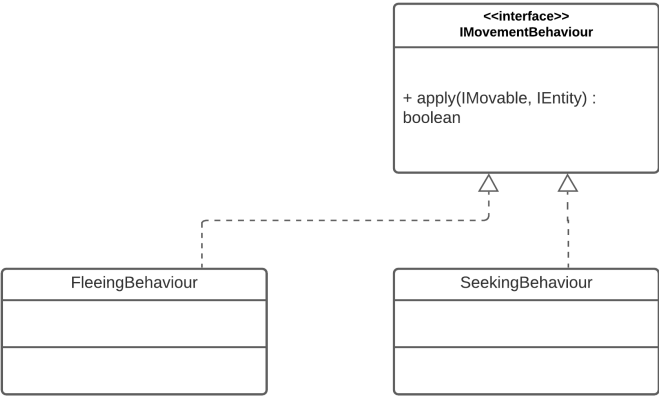 <<interface>>
IMovementBehaviour
+ apply(IMovable, IEntity) :
boolean
FleeingBehaviour
SeekingBehaviour